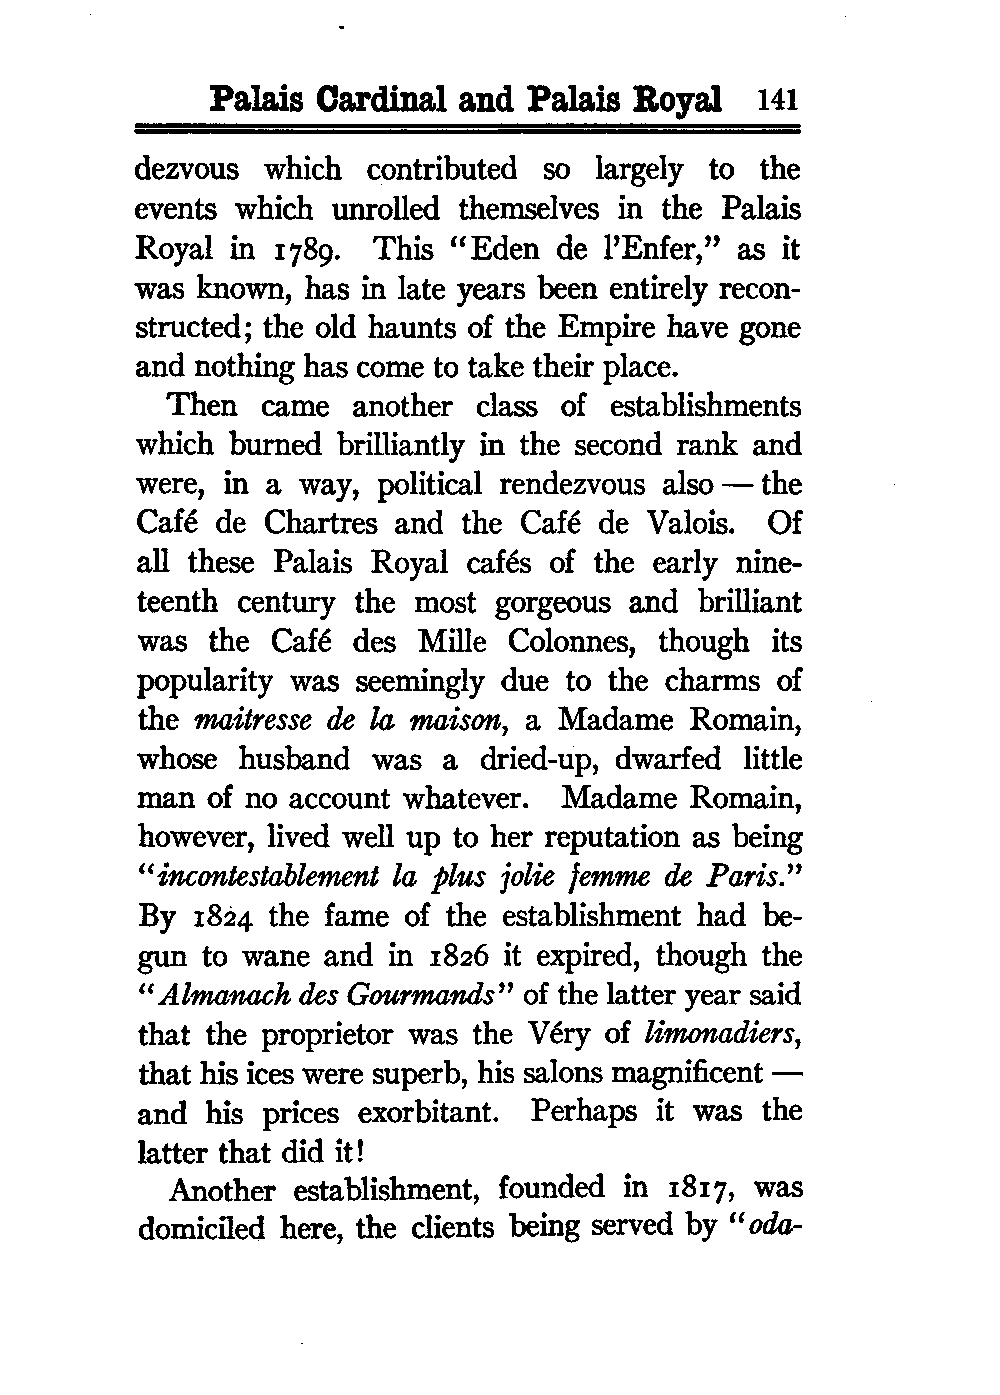 Palais Cardinal and Palais Royal 141
dezvous which contributed so largely to the
events which unrolled themselves in the Palais
Royal in 1789. This "Eden de l'Enfer," as it
was known, has in late years been entirely recon-
structed; the old haunts of the Empire have gone
and nothing has come to take their place.
Then came another class of establishments
which burned brilliantly in the second rank and
were, in a way, political rendezvous also — the
Café de Chartres and the Café de Valois. Of
all these Palais Royal cafés of the early nine-
teenth century the most gorgeous and brilliant
was the Café des Mille Colonnes, though its
popularity was seemingly due to the charms of
the maitresse de la maison, a Madame Romain,
whose husband was a dried-up, dwarfed little
man of no account whatever. Madame Romain,
however, lived well up to her reputation as being
"incontestablement la plus jolie femme de Paris."
By 1824 the fame of the establishment had be-
gun to wane and in 1826 it expired, though the
"Almanach des Gourmands" of the latter year said
that the proprietor was the Véry of limonadiers,
that his ices were superb, his salons magnificent —
and his prices exorbitant. Perhaps it was the
latter that did it!
Another establishment, founded in 1817, was
domiciled here, the clients being served by "oda-